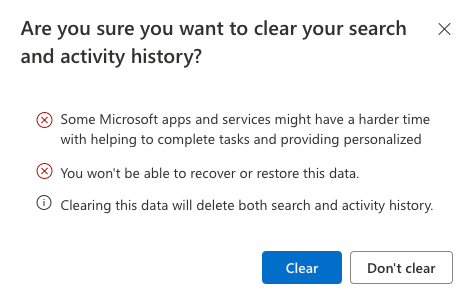 Are you sure you want to clear your search
and activity history?
Some Microsoft apps and services might have a harder time
with helping to complete tasks and providing personalized
You won't be able to recover or restore this data.
Clearing this data will delete both search and activity history.
Clear
Don't clear